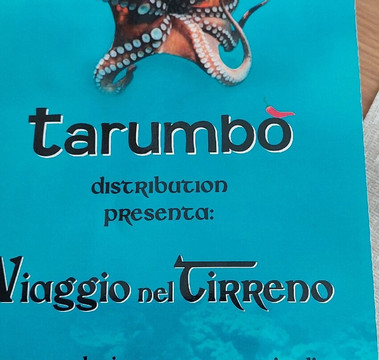 tarumbò
distribution
presenta:
Viaggio nel Tirreno